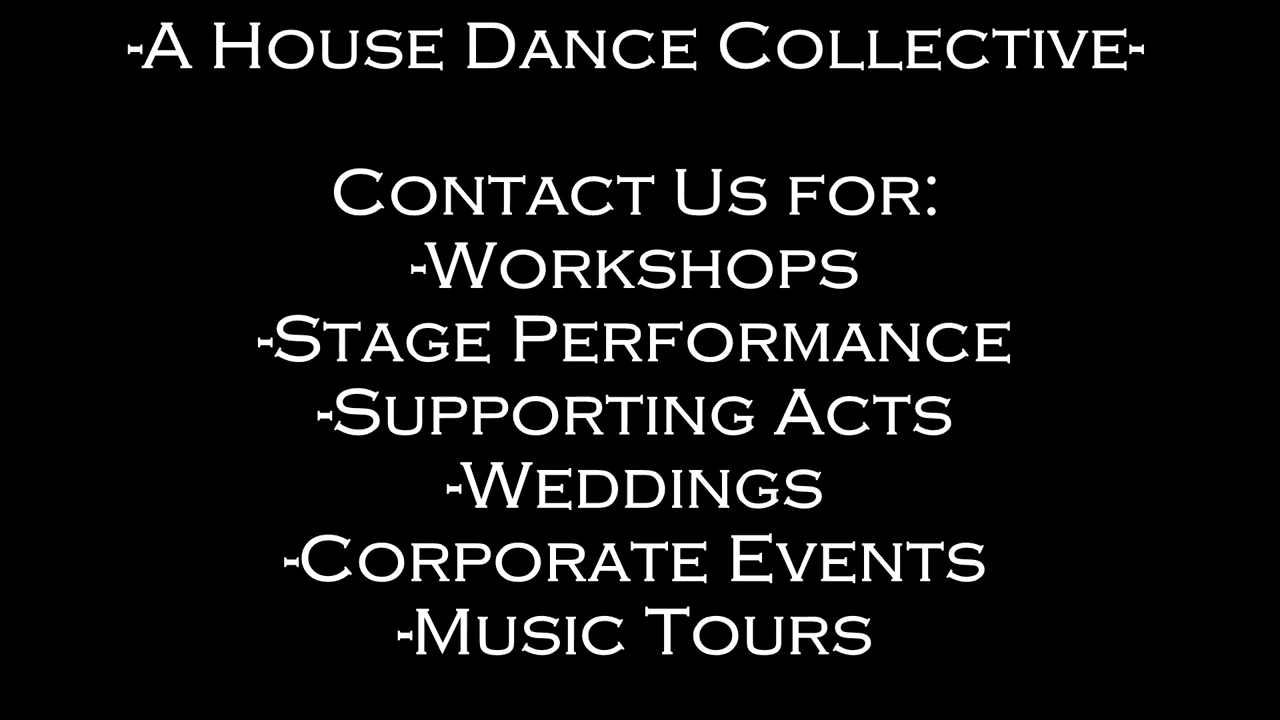 -A House Dance Collective-
Contact Us for:
-Workshops
-Stage Performance
-Supporting Acts
-Weddings
-Corporate Events
-Music Tours